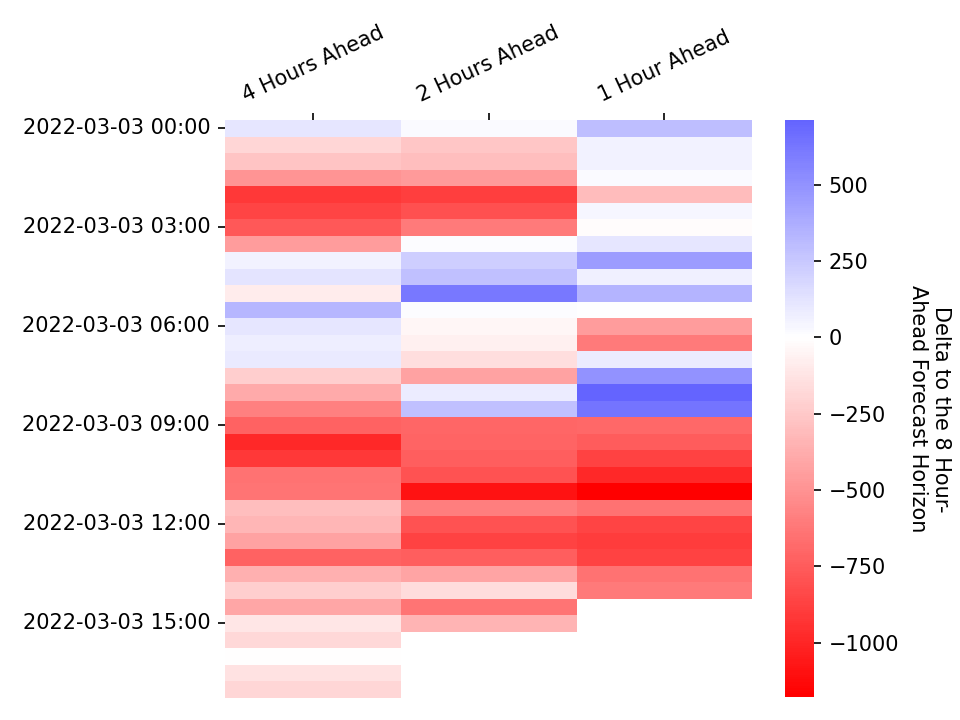 4 Hours Ahead
2 Hours Ahead
1 Hour Ahead
2022-03-03 00:00
2022-03-03 03:00
2022-03-03 06:00
2022-03-03 09:00
2022-03-03 12:00
2022-03-03 15:00
500
250
0
−250
−500
−750
−1000
Delta to the 8 Hour-
Ahead Forecast Horizon